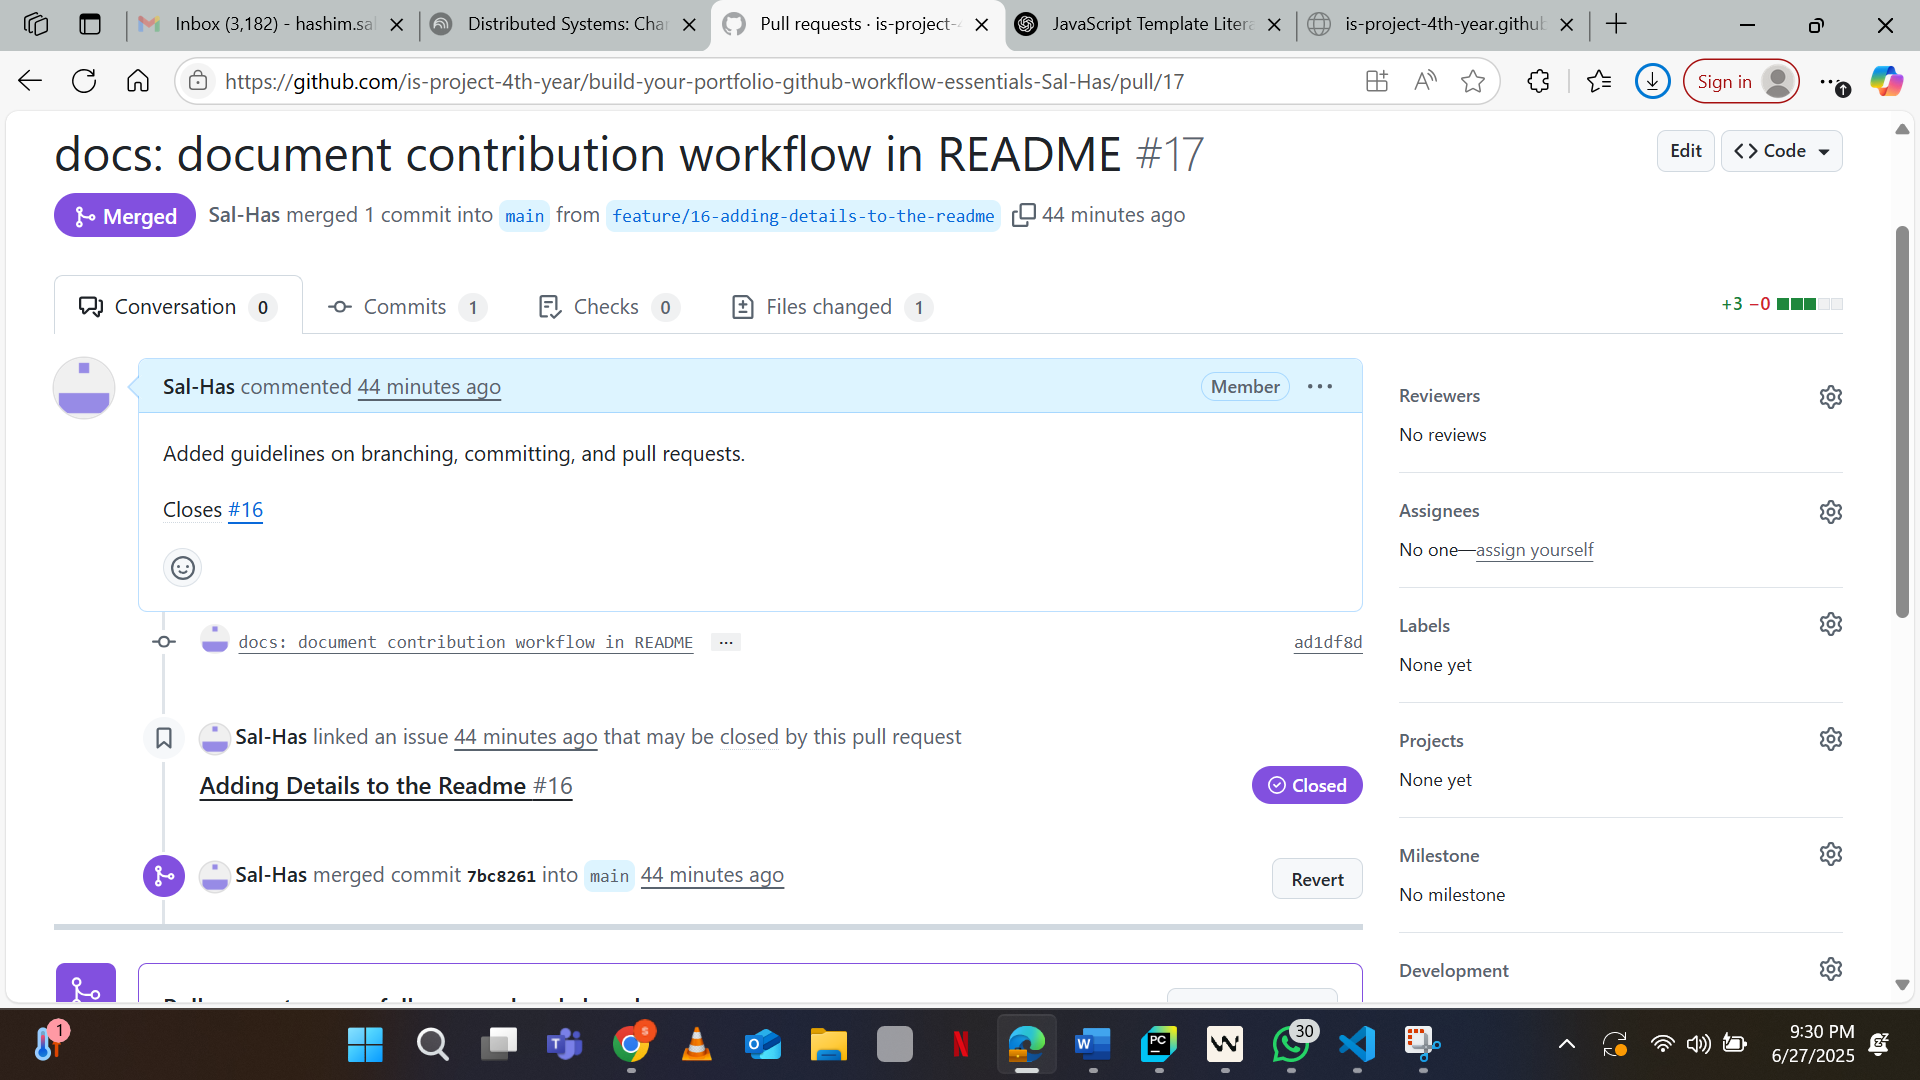 Inbox (3,182) - hashim.sal
Distributed Systems: Chan
Pull requests · is-project-4
JavaScript Template Litera
is-project-4th-year.github
https://github.com/is-project-4th-year/build-your-portfolio-github-workflow-essentials-Sal-Has/pull/17
Sign in
docs: document contribution workflow in README #17
Edit
Code
Merged
Sal-Has merged 1 commit into main from feature/16-adding-details-to-the-readme 44 minutes ago
Conversation 0
Commits 1
Checks 0
Files changed 1
+3 −0
Sal-Has commented 44 minutes ago
Member
Added guidelines on branching, committing, and pull requests.
Closes #16
docs: document contribution workflow in README ...
ad1df8d
Sal-Has linked an issue 44 minutes ago that may be closed by this pull request
Adding Details to the Readme #16
Closed
Sal-Has merged commit 7bc8261 into main 44 minutes ago
Revert
Reviewers
No reviews
Assignees
No one—assign yourself
Labels
None yet
Projects
None yet
Milestone
No milestone
Development
1
S
T
N
W
PC
W
30
9:30 PM
6/27/2025